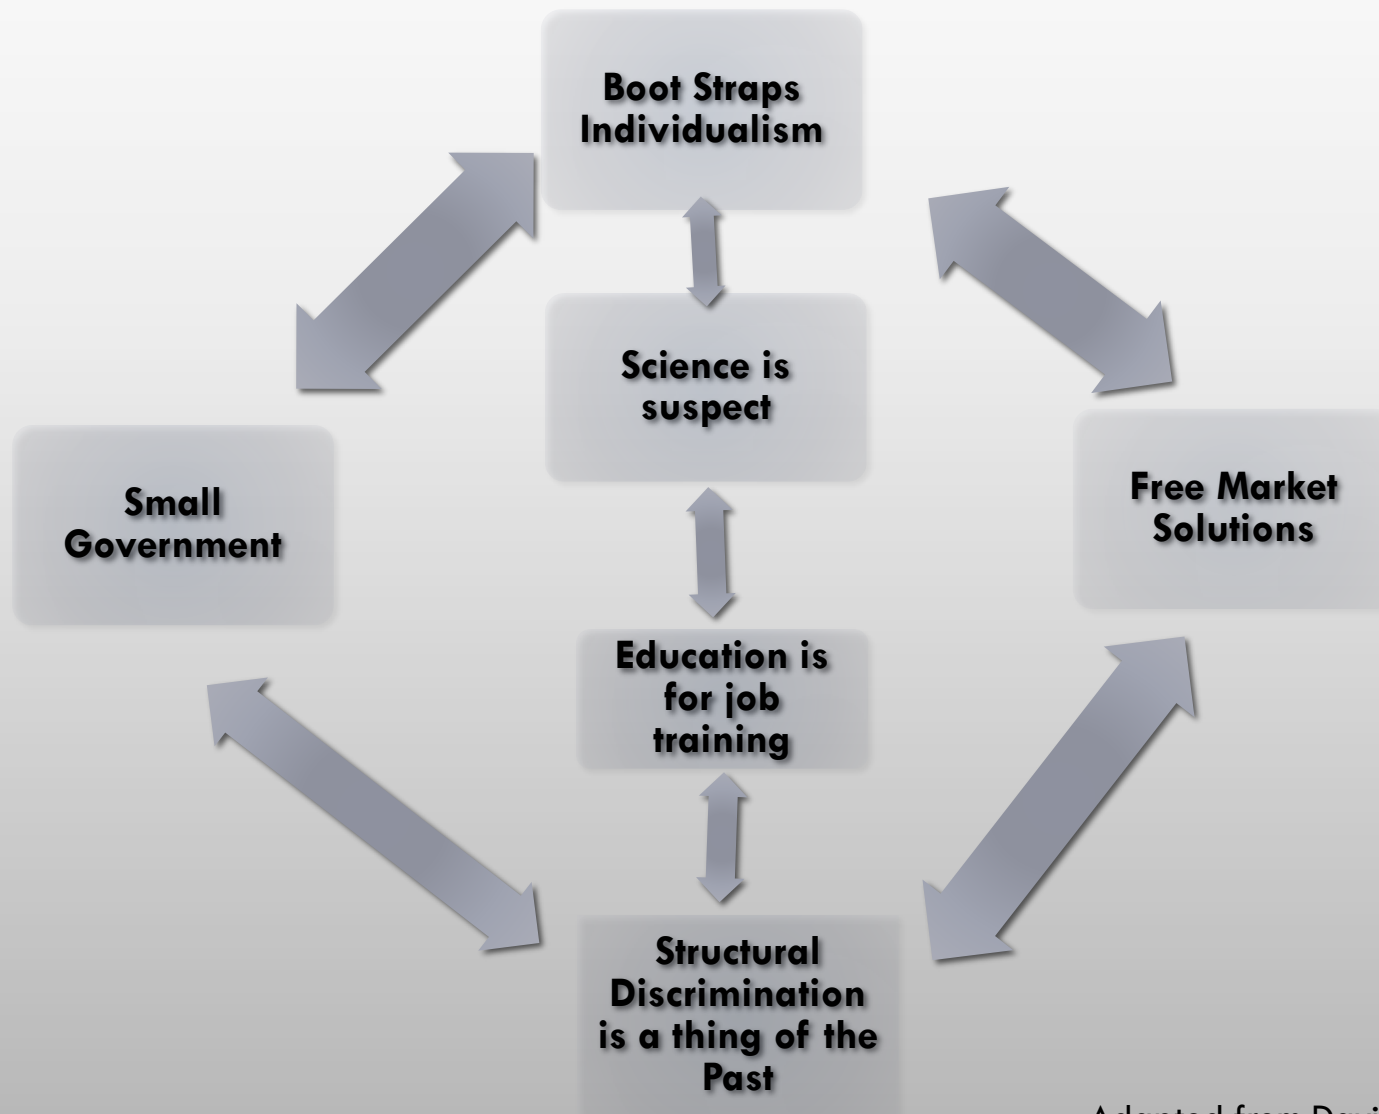 Boot Straps
Individualism
Science is
suspect
Small
Government
Free Market
Solutions
Education is
for job
training
Structural
Discrimination
is a thing of the
Past
Adapted from